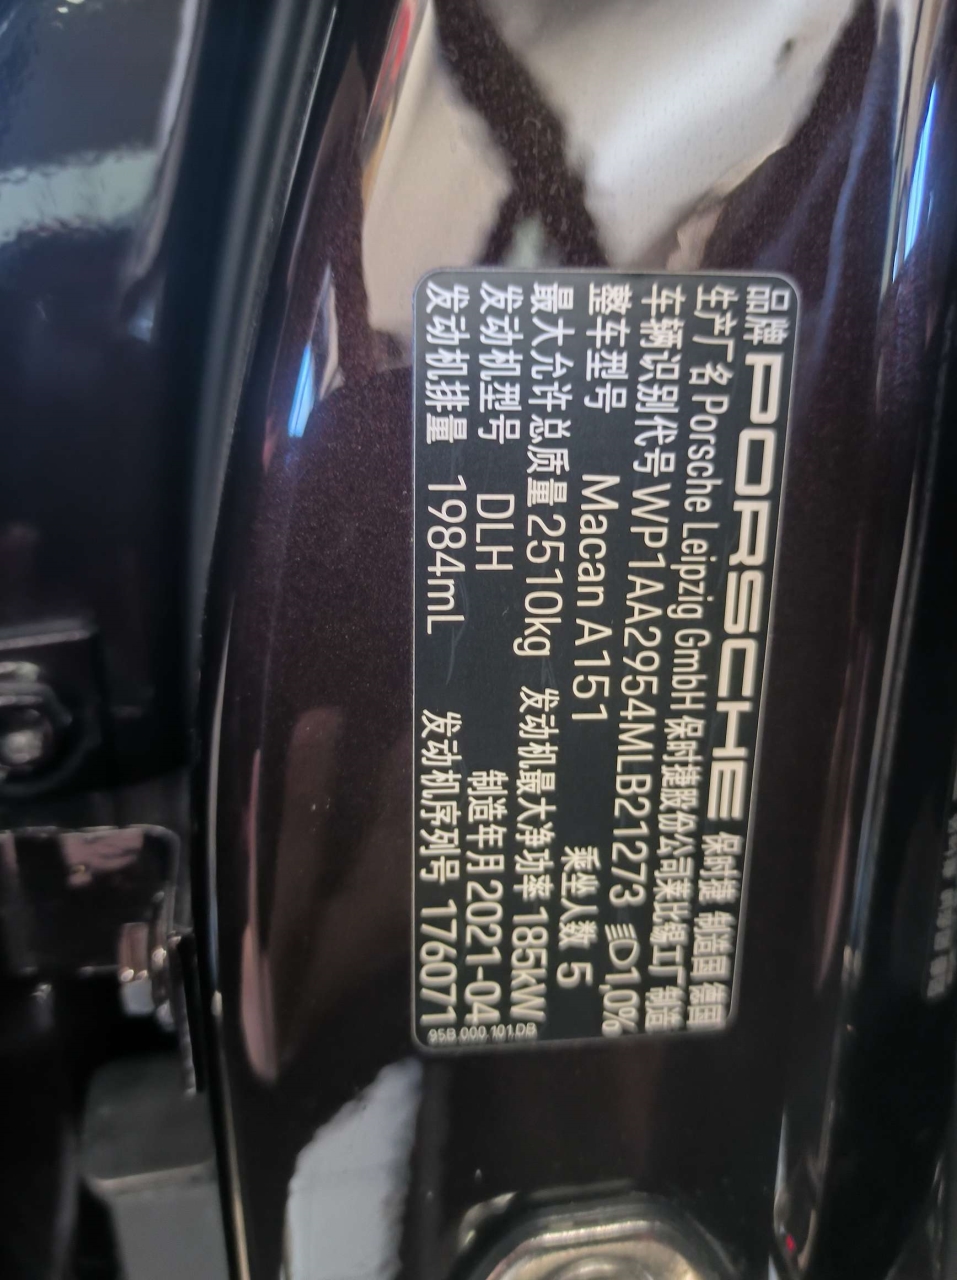 品牌 PORSCHE 保时捷 制造国 德国
生产厂名 Porsche Leipzig GmbH 保时捷股份公司莱比锡工厂 制造
车辆识别代号 WP1AA2954MLB21273 1,0%
整车型号 Macan A151 乘坐人数 5
最大允许总质量 2510kg 发动机最大净功率 185kW
发动机型号 DLH 制造年月 2021-04
发动机排量 1984mL 发动机序列号 176071
95B.000.101.DB